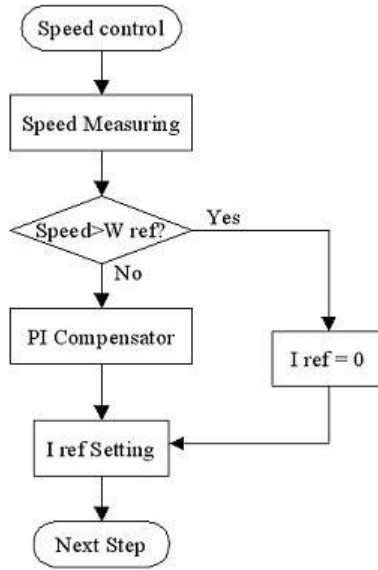 Speed control
Speed Measuring
Speed>W ref?
Yes
No
PI Compensator
I ref = 0
I ref Setting
Next Step